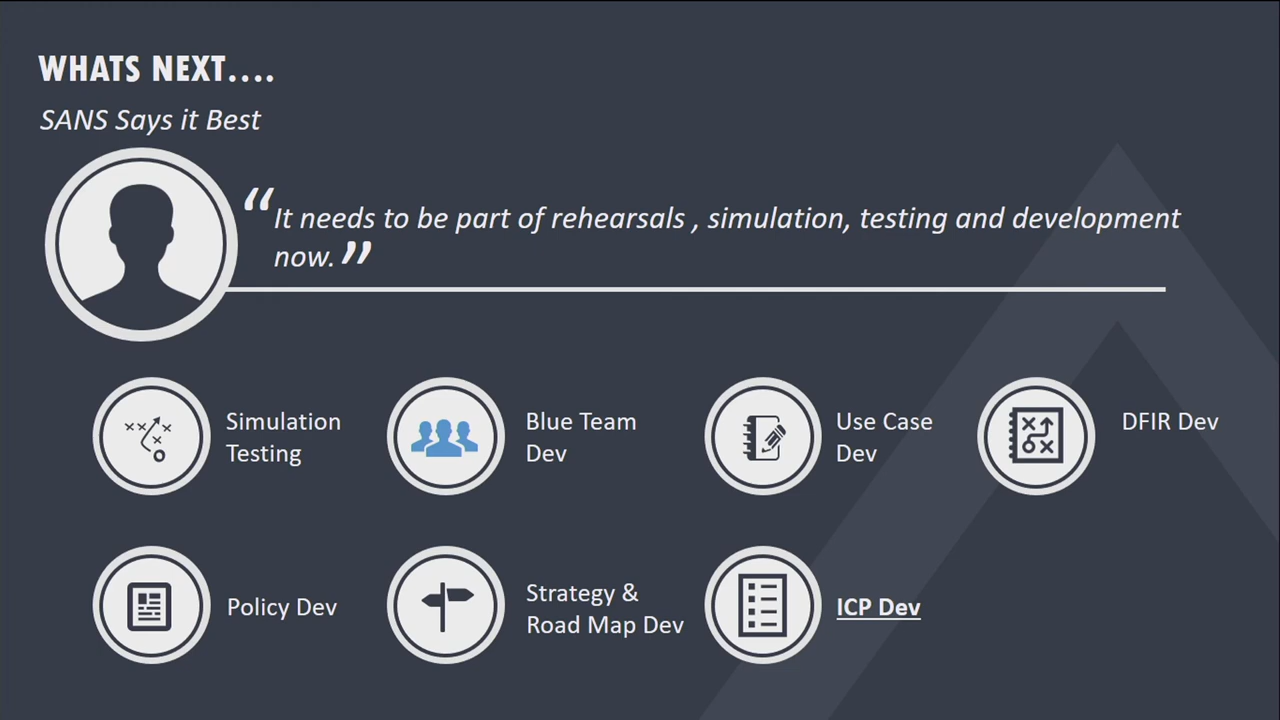 WHATS NEXT....
SANS Says it Best
“It needs to be part of rehearsals , simulation, testing and development
now.”
Simulation
Testing
Blue Team
Dev
Use Case
Dev
DFIR Dev
Policy Dev
Strategy &
Road Map Dev
ICP Dev